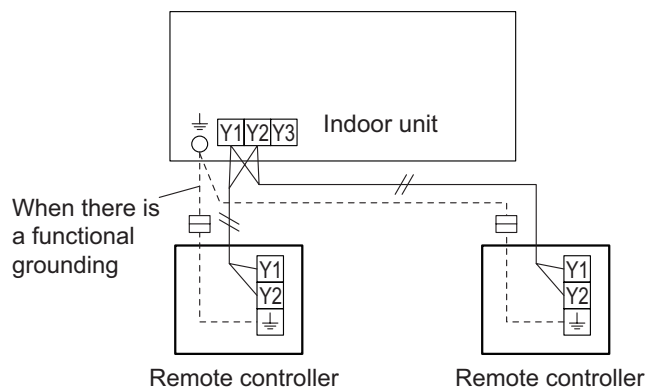 Indoor unit
Y1 Y2 Y3
When there is
a functional
grounding
Y1
Y2
Y1
Y2
Remote controller
Remote controller